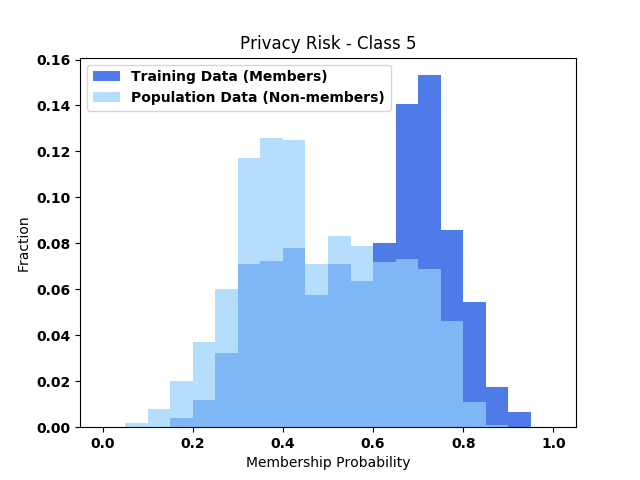 Privacy Risk - Class 5
Training Data (Members)
Population Data (Non-members)
0.16
0.14
0.12
0.10
0.08
0.06
0.04
0.02
0.00
Fraction
0.0 0.2 0.4 0.6 0.8 1.0
Membership Probability